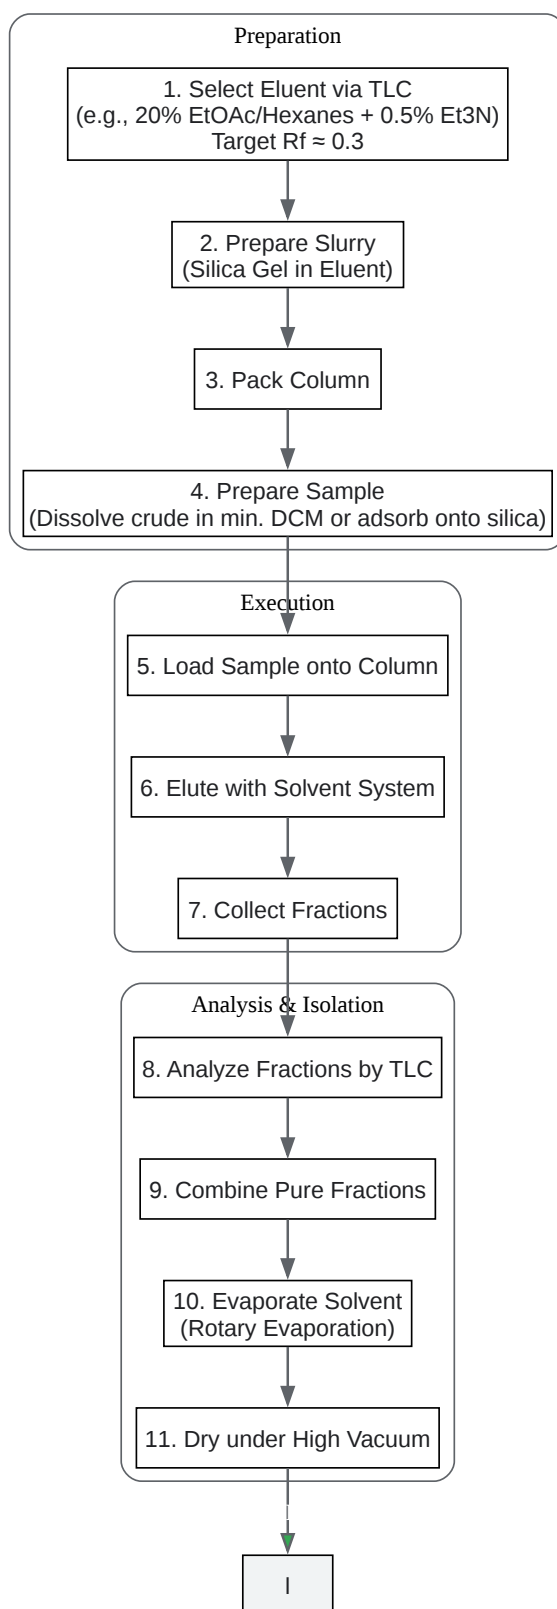 Preparation
1. Select Eluent via TLC
(e.g., 20% EtOAc/Hexanes + 0.5% Et3N)
Target Rf ≈ 0.3
2. Prepare Slurry
(Silica Gel in Eluent)
3. Pack Column
4. Prepare Sample
(Dissolve crude in min. DCM or adsorb onto silica)
Execution
5. Load Sample onto Column
6. Elute with Solvent System
7. Collect Fractions
Analysis & Isolation
8. Analyze Fractions by TLC
9. Combine Pure Fractions
10. Evaporate Solvent
(Rotary Evaporation)
11. Dry under High Vacuum
I